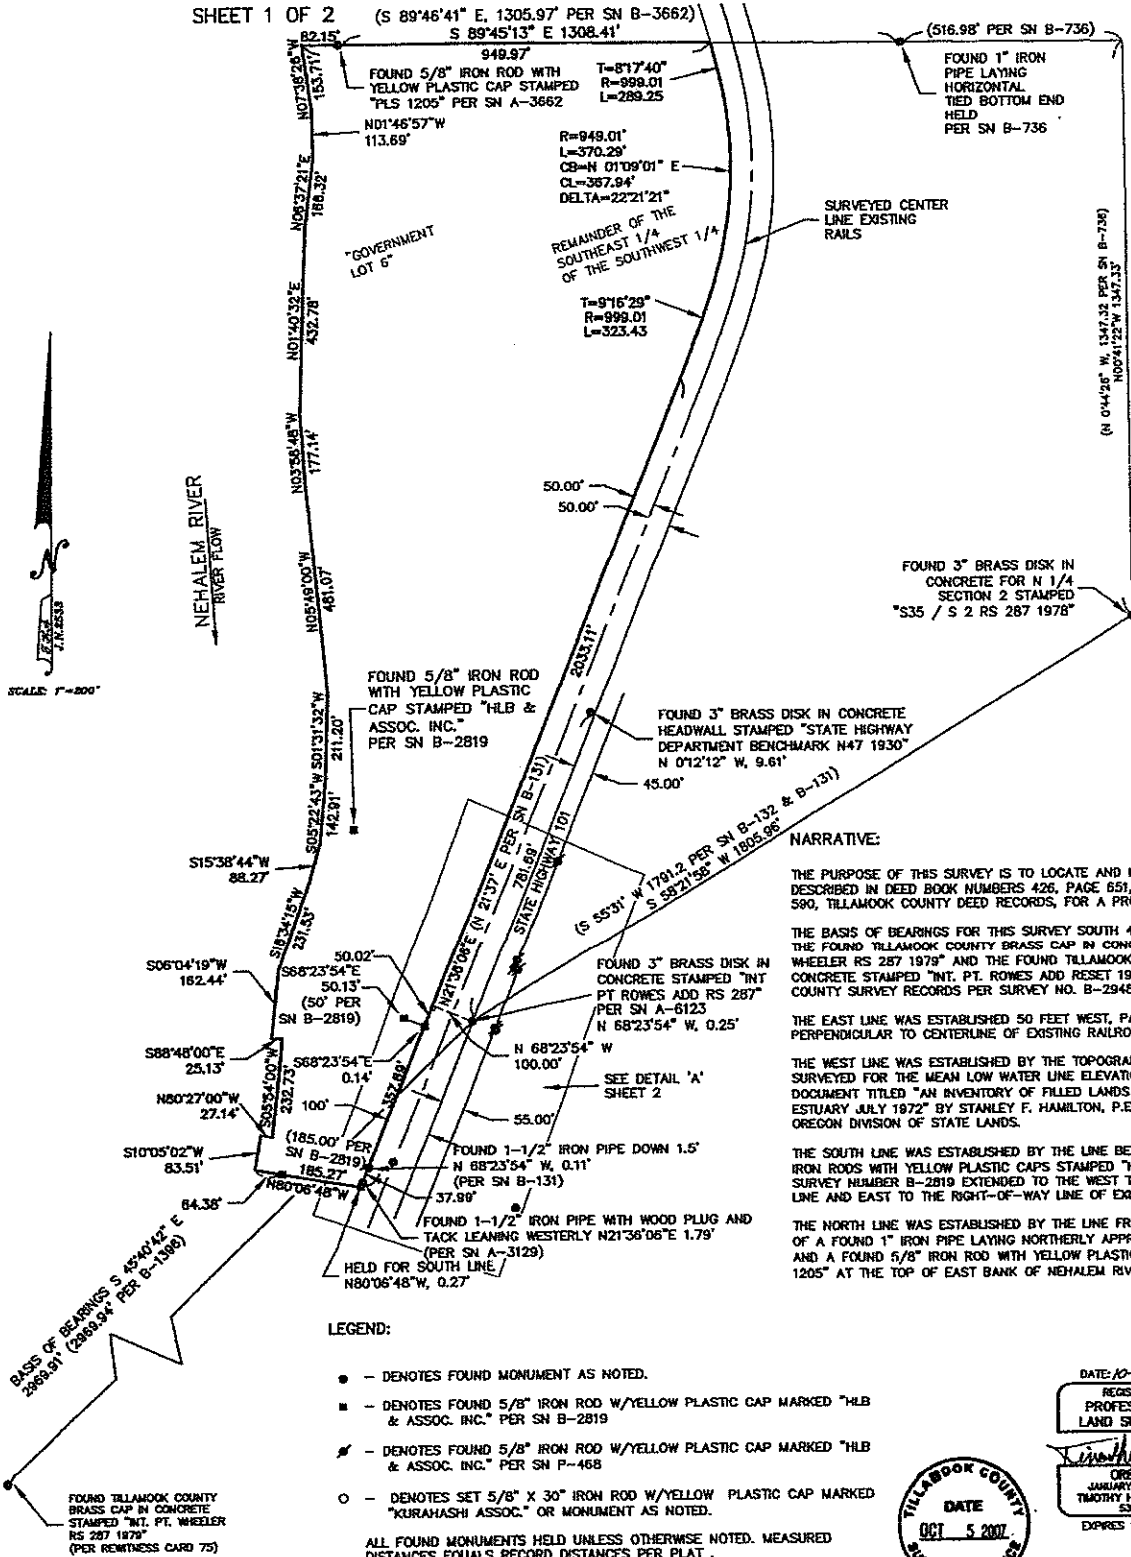 SHEET 1 OF 2
(S 89°46'41" E, 1305.97' PER SN B-3662)
S 89°45'13" E 1308.41'
(516.98' PER SN B-736)
82.15'
949.97'
FOUND 5/8" IRON ROD WITH
YELLOW PLASTIC CAP STAMPED
"PLS 1205" PER SN A-3662
T=8°17'40"
R=999.01
L=289.25
FOUND 1" IRON
PIPE LAYING
HORIZONTAL
TIED BOTTOM END
HELD
PER SN B-736
N07°38'26"W
153.717'
N01°46'57"W
113.69'
R=949.01'
L=370.29'
CB=N 01°09'01" E
CL=367.94'
DELTA=22°21'21"
N06°37'21"E
166.32'
"GOVERNMENT
LOT 6"
REMAINDER OF THE
SOUTHEAST 1/4
OF THE SOUTHWEST 1/4
SURVEYED CENTER
LINE EXISTING
RAILS
(N 0°44'26" W, 1347.32 PER SN B-736)
N00°41'22"W 1347.33'
T=9°16'29"
R=999.01
L=323.43
N01°40'32"E
432.78'
N03°58'48"W
177.14'
N
J.N. 2533
SCALE: 1"=200'
NEHALEM RIVER
RIVER FLOW
50.00'
50.00'
N05°49'00"W
481.07'
FOUND 3" BRASS DISK IN
CONCRETE FOR N 1/4
SECTION 2 STAMPED
"S35 / S 2 RS 287 1978"
2033.11'
FOUND 5/8" IRON ROD
WITH YELLOW PLASTIC
CAP STAMPED "HLB &
ASSOC. INC."
PER SN B-2819
FOUND 3" BRASS DISK IN CONCRETE
HEADWALL STAMPED "STATE HIGHWAY
DEPARTMENT BENCHMARK N47 1930"
N 0°12'12" W, 9.61'
45.00'
S01°31'32"W
211.20'
S05°22'43"W
142.91'
S15°38'44"W
88.27'
S18°34'15"W
231.53'
N21°36'06"E (N 21°37' E PER SN B-131)
781.69'
STATE HIGHWAY 101
(S 55°31' W 1791.2 PER SN B-132 & B-131)
S 58°21'58" W 1805.96'
NARRATIVE:
THE PURPOSE OF THIS SURVEY IS TO LOCATE AND
DESCRIBED IN DEED BOOK NUMBERS 426, PAGE 651,
590, TILLAMOOK COUNTY DEED RECORDS, FOR A
THE BASIS OF BEARINGS FOR THIS SURVEY SOUTH 4
THE FOUND TILLAMOOK COUNTY BRASS CAP IN
WHEELER RS 287 1979" AND THE FOUND TILLAMOOK
CONCRETE STAMPED "INT. PT. ROWES ADD RESET 19
COUNTY SURVEY RECORDS PER SURVEY NO. B-2948
THE EAST LINE WAS ESTABLISHED 50 FEET WEST,
PERPENDICULAR TO CENTERLINE OF EXISTING
THE WEST LINE WAS ESTABLISHED BY THE
SURVEYED FOR THE MEAN LOW WATER LINE
DOCUMENT TITLED "AN INVENTORY OF FILLED LANDS
ESTUARY JULY 1972" BY STANLEY F. HAMILTON, P.E
OREGON DIVISION OF STATE LANDS.
THE SOUTH LINE WAS ESTABLISHED BY THE LINE
IRON RODS WITH YELLOW PLASTIC CAPS STAMPED "H
SURVEY NUMBER B-2819 EXTENDED TO THE WEST
LINE AND EAST TO THE RIGHT-OF-WAY LINE OF
THE NORTH LINE WAS ESTABLISHED BY THE LINE
OF A FOUND 1" IRON PIPE LAYING NORTHERLY
AND A FOUND 5/8" IRON ROD WITH YELLOW
1205" AT THE TOP OF EAST BANK OF NEHALEM
S06°04'19"W
162.44'
50.02'
S68°23'54"E
50.13'
(50' PER
SN B-2819)
FOUND 3" BRASS DISK IN
CONCRETE STAMPED "INT
PT ROWES ADD RS 287"
PER SN A-6123
N 68°23'54" W, 0.25'
S88°48'00"E
25.13'
S68°23'54"E
0.14'
N 68°23'54" W
100.00'
SEE DETAIL 'A'
SHEET 2
S05°54'00"W
232.73'
N80°27'00"W
27.14'
357.89'
100'
55.00'
S10°05'02"W
83.51'
(185.00' PER
SN B-2819)
185.27'
N80°06'48"W
64.38'
FOUND 1-1/2" IRON PIPE DOWN 1.5'
N 68°23'54" W, 0.11'
(PER SN B-131)
37.99'
FOUND 1-1/2" IRON PIPE WITH WOOD PLUG AND
TACK LEANING WESTERLY N21°36'06"E 1.79'
(PER SN A-3129)
HELD FOR SOUTH LINE
N80°06'48"W, 0.27'
BASIS OF BEARINGS S 45°40'42" E
2969.91' (2969.94' PER B-1398)
FOUND TILLAMOOK COUNTY
BRASS CAP IN CONCRETE
STAMPED "INT. PT. WHEELER
RS 287 1979"
(PER REWITNESS CARD 75)
LEGEND:
● - DENOTES FOUND MONUMENT AS NOTED.
■ - DENOTES FOUND 5/8" IRON ROD W/YELLOW PLASTIC CAP MARKED "HLB
& ASSOC. INC." PER SN B-2819
- DENOTES FOUND 5/8" IRON ROD W/YELLOW PLASTIC CAP MARKED "HLB
& ASSOC. INC." PER SN P-468
○ - DENOTES SET 5/8" X 30" IRON ROD W/YELLOW PLASTIC CAP MARKED
"KURAHASHI ASSOC." OR MONUMENT AS NOTED.
ALL FOUND MONUMENTS HELD UNLESS OTHERWISE NOTED. MEASURED
DISTANCES EQUALS RECORD DISTANCES PER PLAT.
TILLAMOOK COUNTY
DATE
OCT 5 2007
DATE: 10-
LAND
JANUARY
TIMOTHY H
EXPIRES